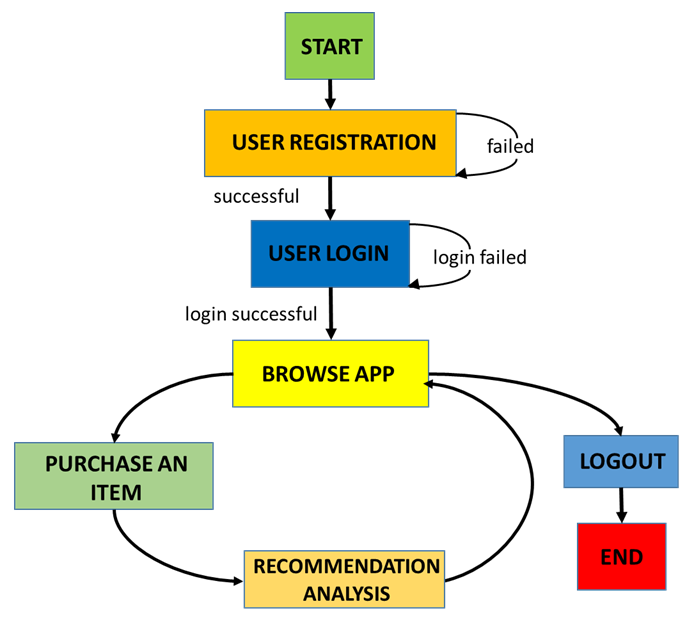 START
USER REGISTRATION
failed
successful
USER LOGIN
login failed
login successful
BROWSE APP
PURCHASE AN
ITEM
LOGOUT
RECOMMENDATION
ANALYSIS
END